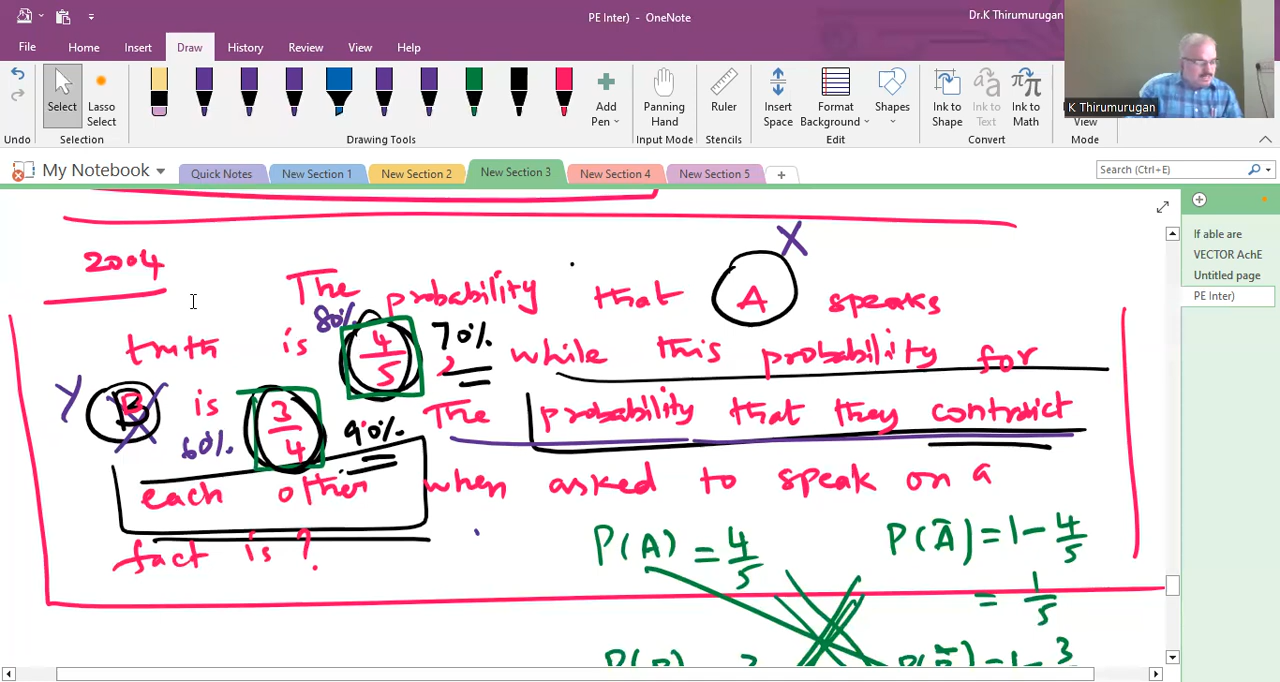 PE Inter) - OneNote
Dr.K Thirumurugan
File Home Insert Draw History Review View Help
K Thirumurugan
Select Lasso Select Add Pen Panning Hand Ruler Insert Space Format Background Shapes Ink to Shape Ink to Text Ink to Math View
Undo Selection Drawing Tools Input Mode Stencils Edit Convert Mode
My Notebook Quick Notes New Section 1 New Section 2 New Section 3 New Section 4 New Section 5
Search (Ctrl+E)
If able are
VECTOR AchE
Untitled page
PE Inter)
2004
X
The probability that A speaks
80%
truth is 4/5 70% while this probability for
Y B is 3/4 The probability that they contrdict
60% 90%
each other when asked to speak on a
fact is ?
P(A) = 4/5 P(Ā) = 1 - 4/5
= 1/5